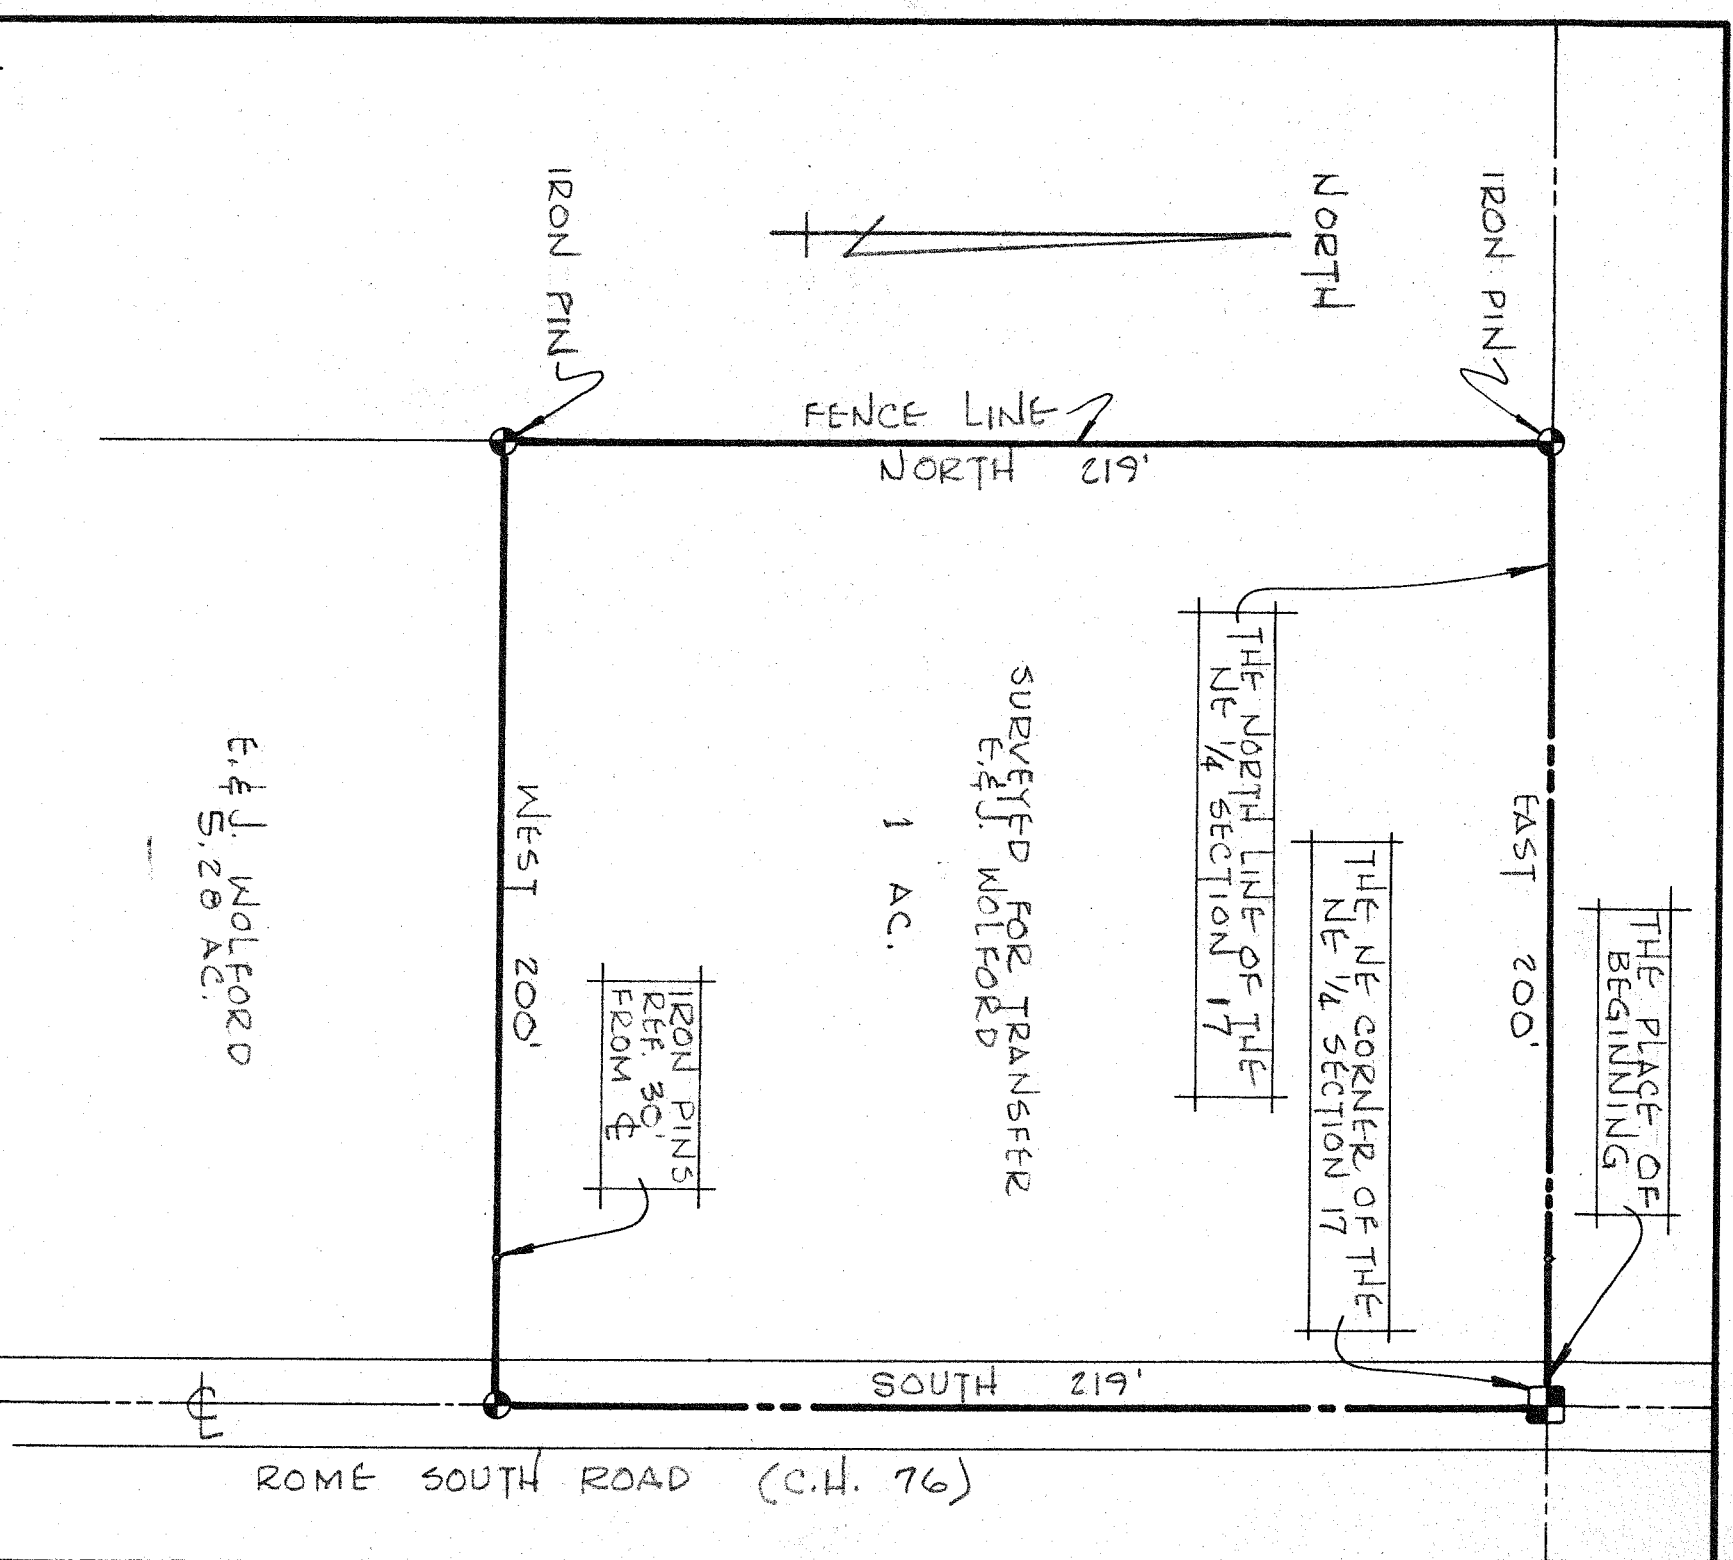 IRON PIN
NORTH
IRON PIN
FENCE LINE
NORTH 219'
THE PLACE OF
BEGINNING
EAST 200'
THE NE CORNER OF THE
NE 1/4 SECTION 17
THE NORTH LINE OF THE
NE 1/4 SECTION 17
SURVEYED FOR TRANSFER
E. & J. WOLFORD
1 AC.
IRON PINS
REF. 30'
FROM ℄
WEST 200'
E. & J. WOLFORD
5.28 AC.
SOUTH 219'
℄
ROME SOUTH ROAD (C.H. 76)